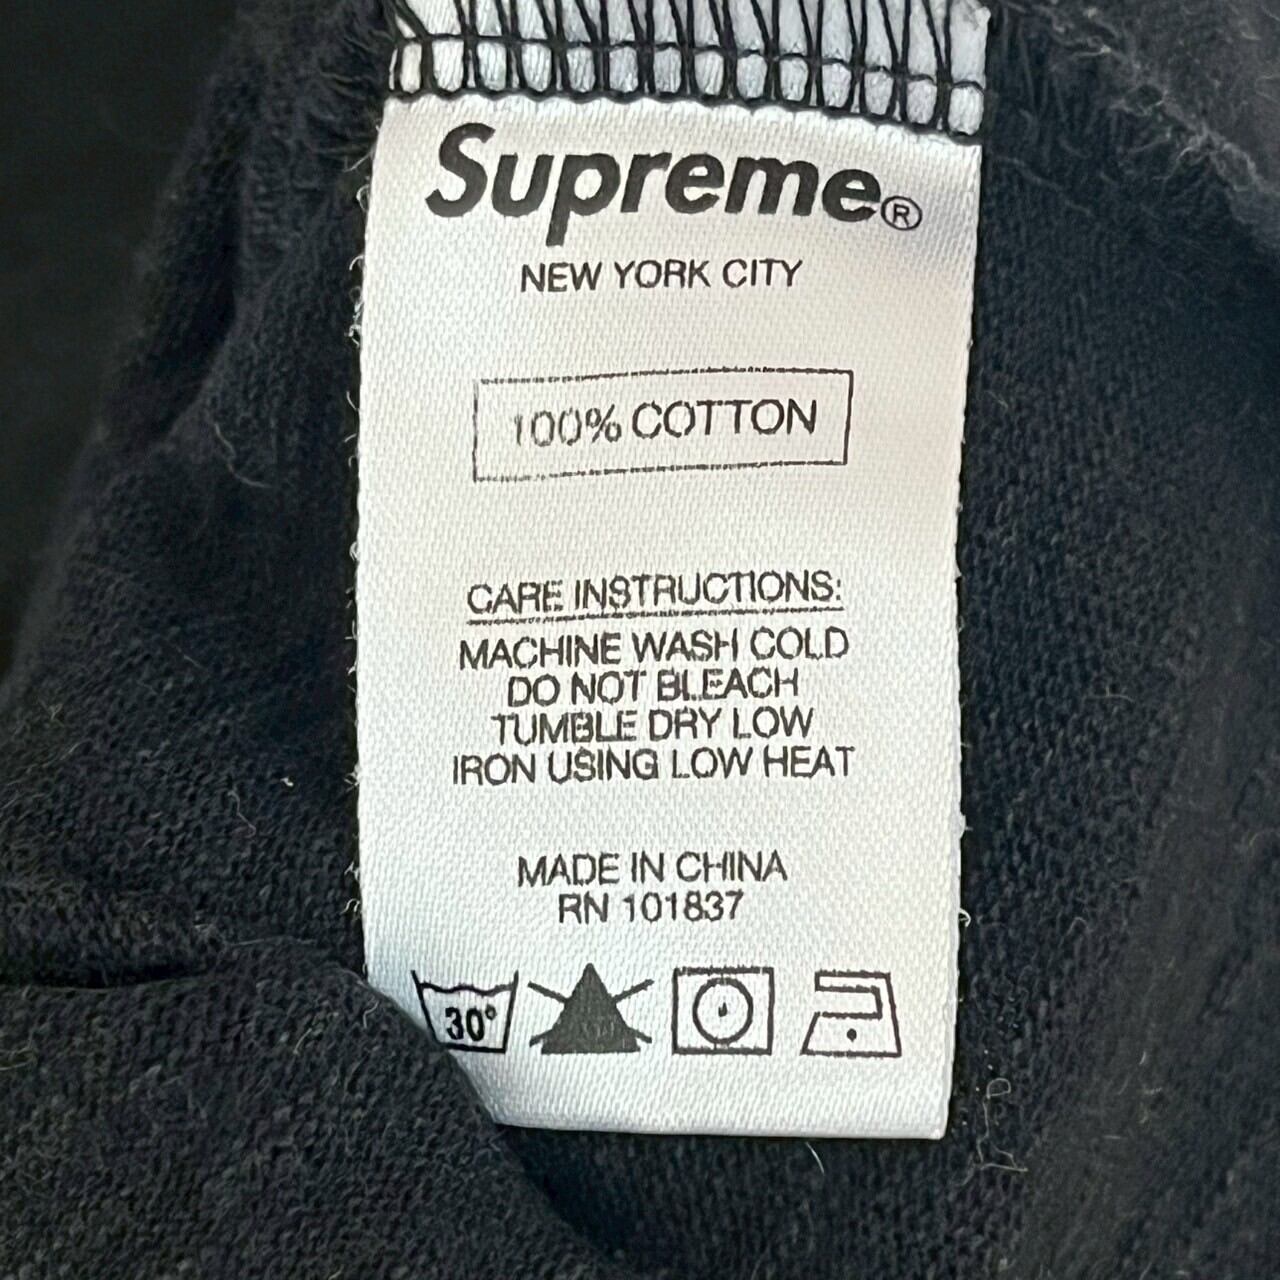 Supreme®
NEW YORK CITY
100% COTTON
CARE INSTRUCTIONS:
MACHINE WASH COLD
DO NOT BLEACH
TUMBLE DRY LOW
IRON USING LOW HEAT
MADE IN CHINA
RN 101837
30°